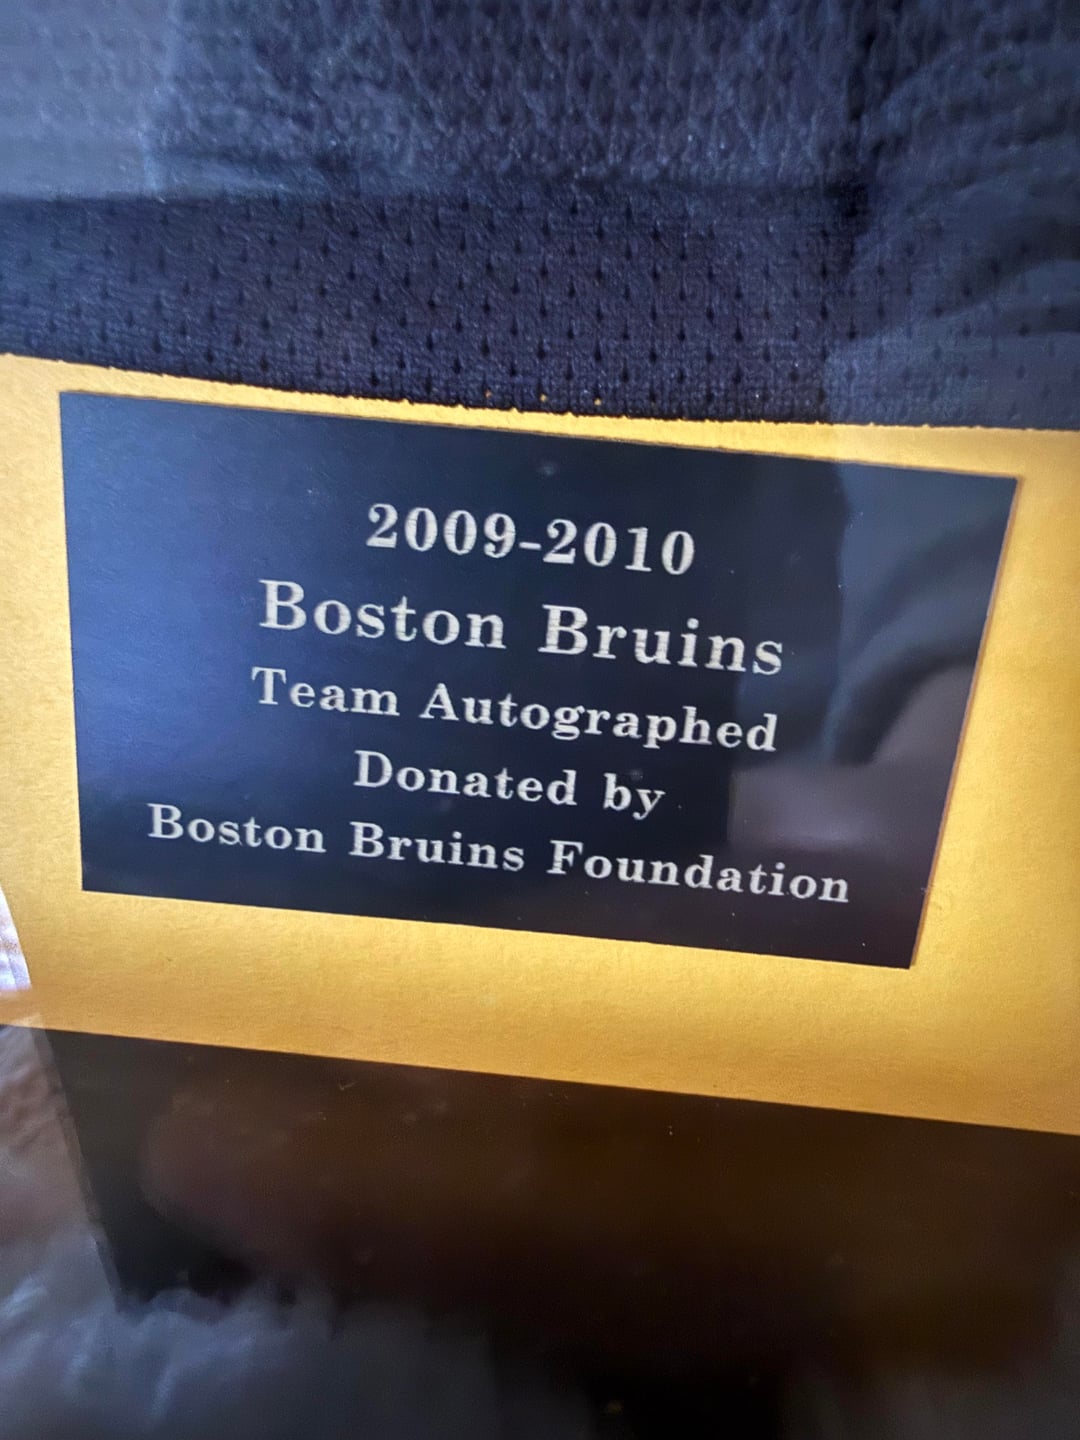 2009-2010
Boston Bruins
Team Autographed
Donated by
Boston Bruins Foundation